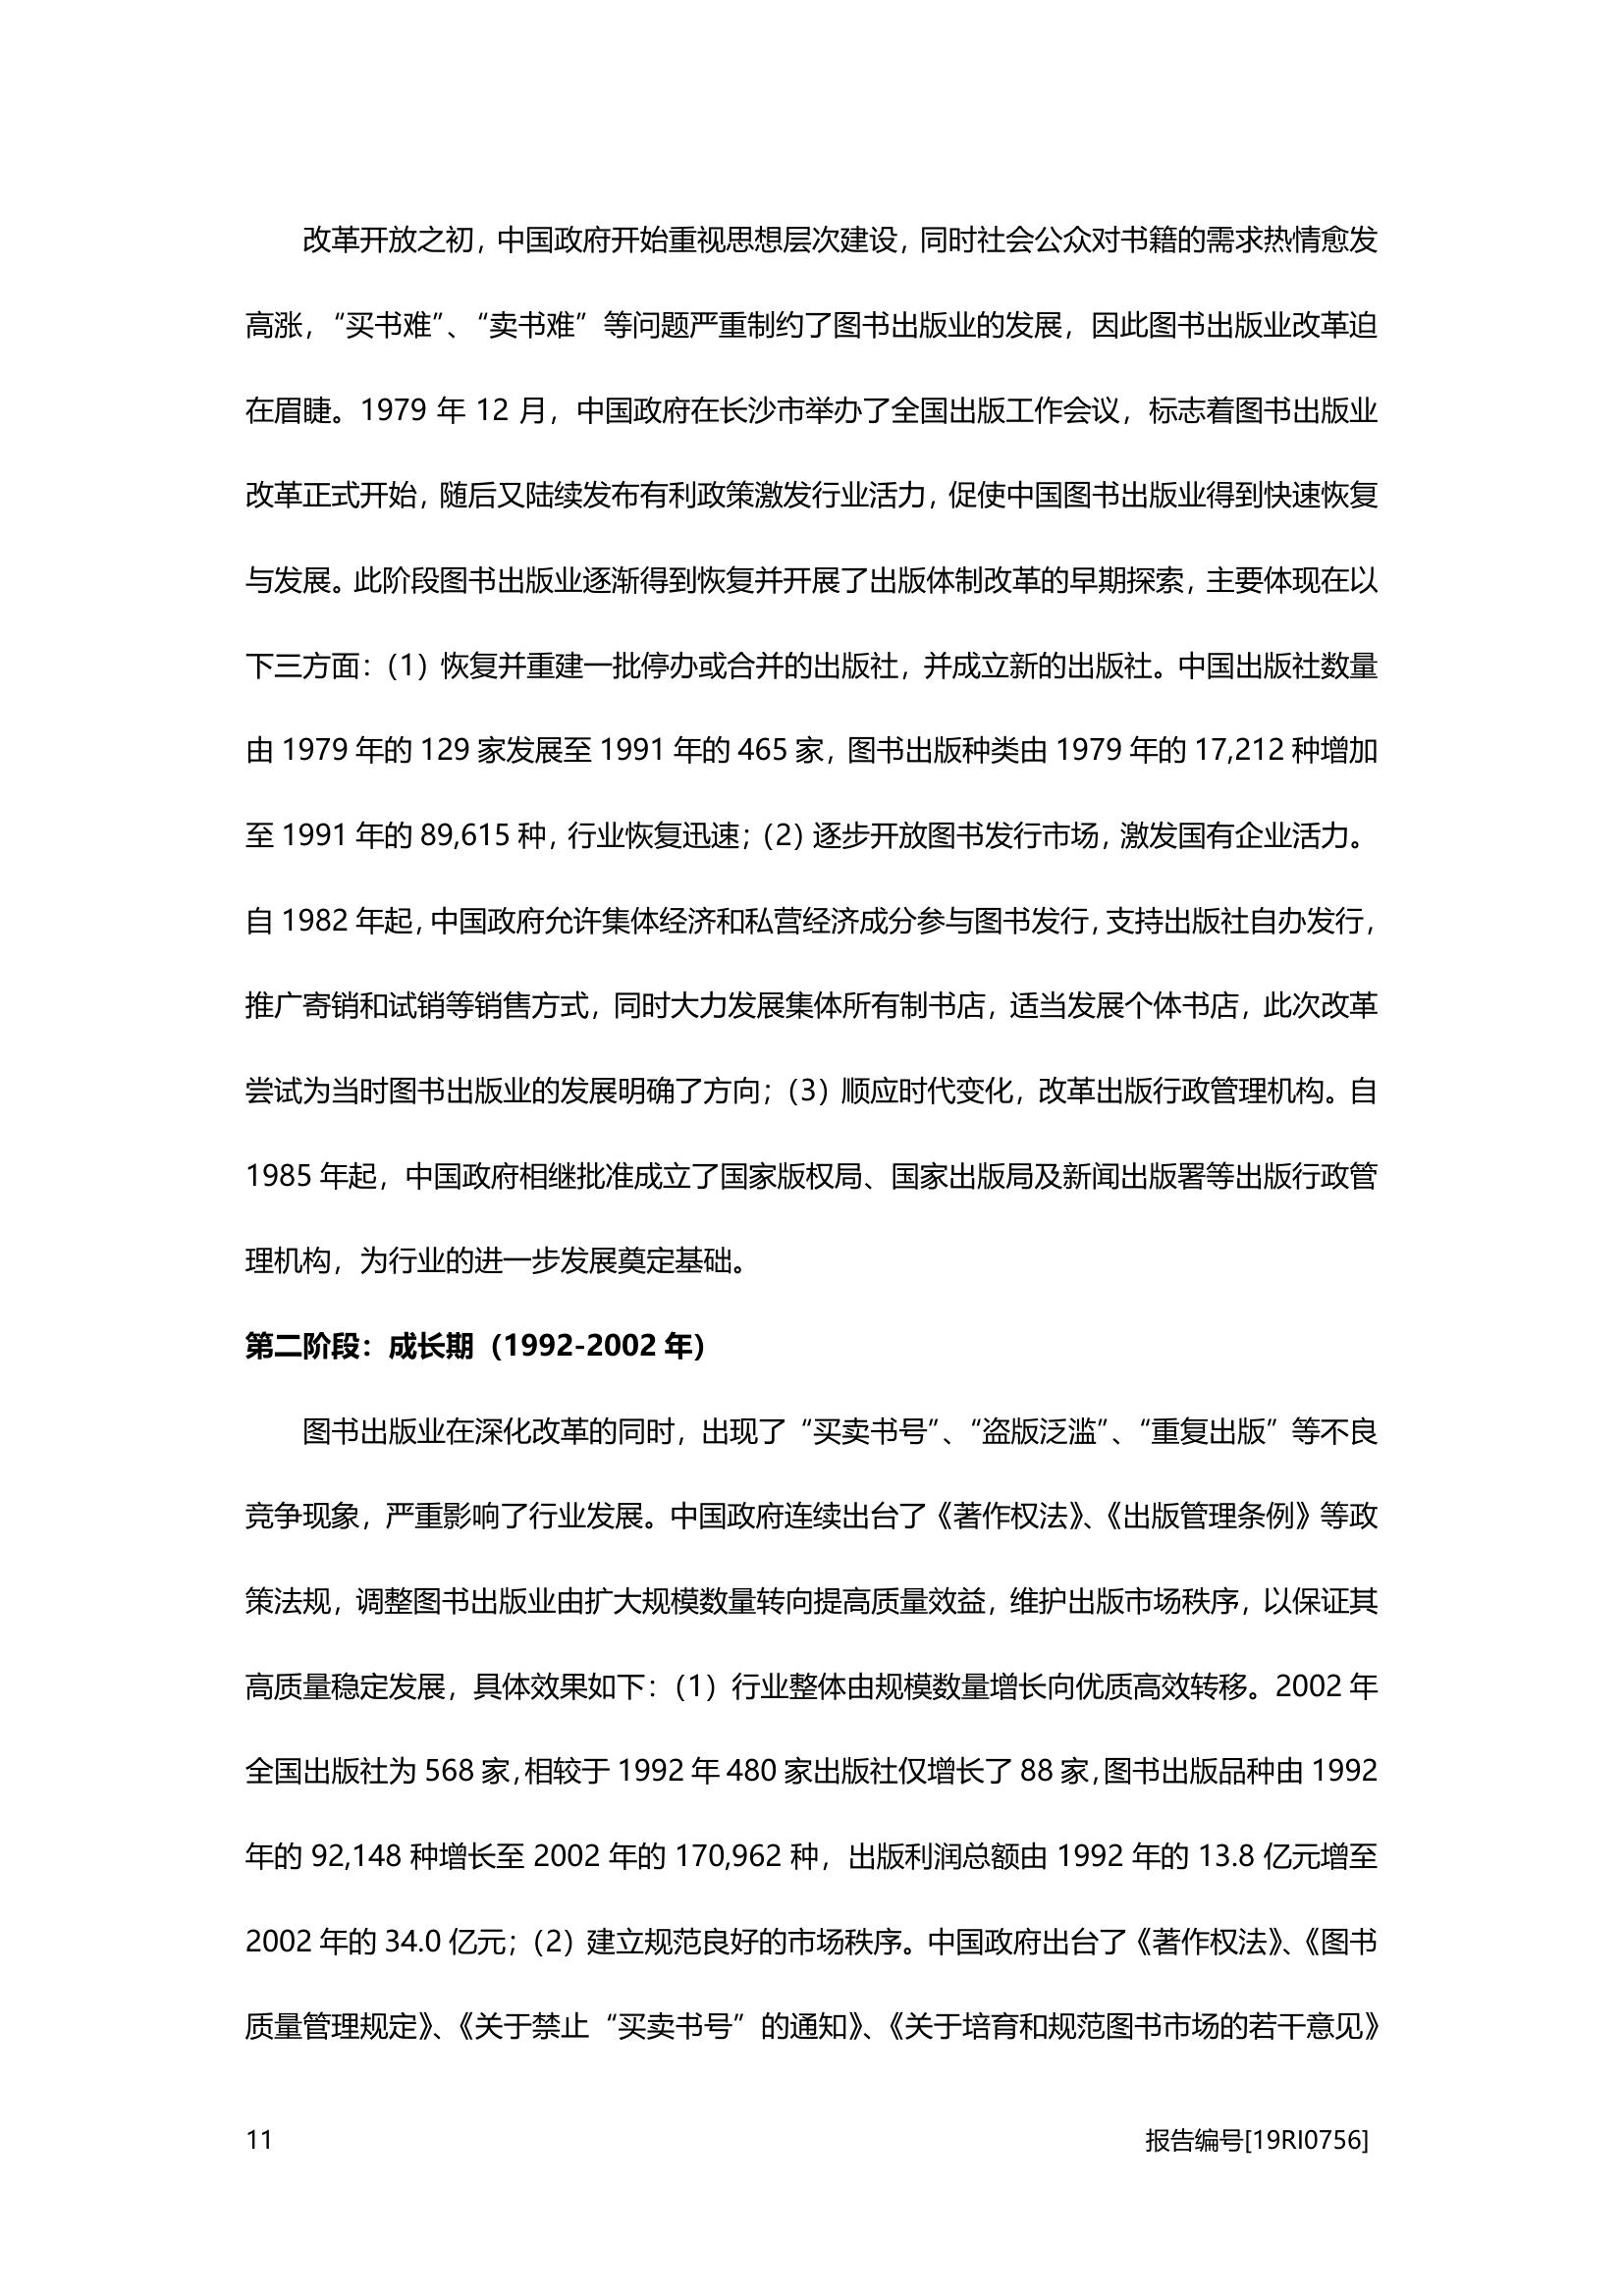 改革开放之初，中国政府开始重视思想层次建设，同时社会公众对书籍的需求热情愈发
高涨，“买书难”、“卖书难”等问题严重制约了图书出版业的发展，因此图书出版业改革迫
在眉睫。1979 年 12 月，中国政府在长沙市举办了全国出版工作会议，标志着图书出版业
改革正式开始，随后又陆续发布有利政策激发行业活力，促使中国图书出版业得到快速恢复
与发展。此阶段图书出版业逐渐得到恢复并开展了出版体制改革的早期探索，主要体现在以
下三方面：（1）恢复并重建一批停办或合并的出版社，并成立新的出版社。中国出版社数量
由 1979 年的 129 家发展至 1991 年的 465 家，图书出版种类由 1979 年的 17,212 种增加
至 1991 年的 89,615 种，行业恢复迅速；（2）逐步开放图书发行市场，激发国有企业活力。
自 1982 年起，中国政府允许集体经济和私营经济成分参与图书发行，支持出版社自办发行，
推广寄销和试销等销售方式，同时大力发展集体所有制书店，适当发展个体书店，此次改革
尝试为当时图书出版业的发展明确了方向；（3）顺应时代变化，改革出版行政管理机构。自
1985 年起，中国政府相继批准成立了国家版权局、国家出版局及新闻出版署等出版行政管
理机构，为行业的进一步发展奠定基础。
第二阶段：成长期（1992-2002 年）
图书出版业在深化改革的同时，出现了“买卖书号”、“盗版泛滥”、“重复出版”等不良
竞争现象，严重影响了行业发展。中国政府连续出台了《著作权法》、《出版管理条例》等政
策法规，调整图书出版业由扩大规模数量转向提高质量效益，维护出版市场秩序，以保证其
高质量稳定发展，具体效果如下：（1）行业整体由规模数量增长向优质高效转移。2002 年
全国出版社为 568 家，相较于 1992 年 480 家出版社仅增长了 88 家，图书出版品种由 1992
年的 92,148 种增长至 2002 年的 170,962 种，出版利润总额由 1992 年的 13.8 亿元增至
2002 年的 34.0 亿元；（2）建立规范良好的市场秩序。中国政府出台了《著作权法》、《图书
质量管理规定》、《关于禁止“买卖书号”的通知》、《关于培育和规范图书市场的若干意见》
11 报告编号[19RI0756]